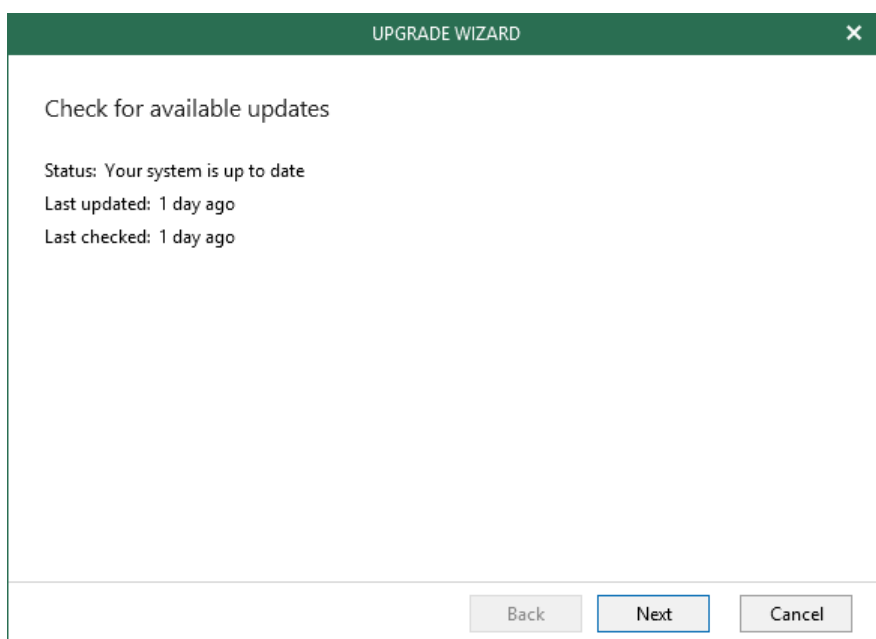 UPGRADE WIZARD
Check for available updates
Status: Your system is up to date
Last updated: 1 day ago
Last checked: 1 day ago
Back Next Cancel